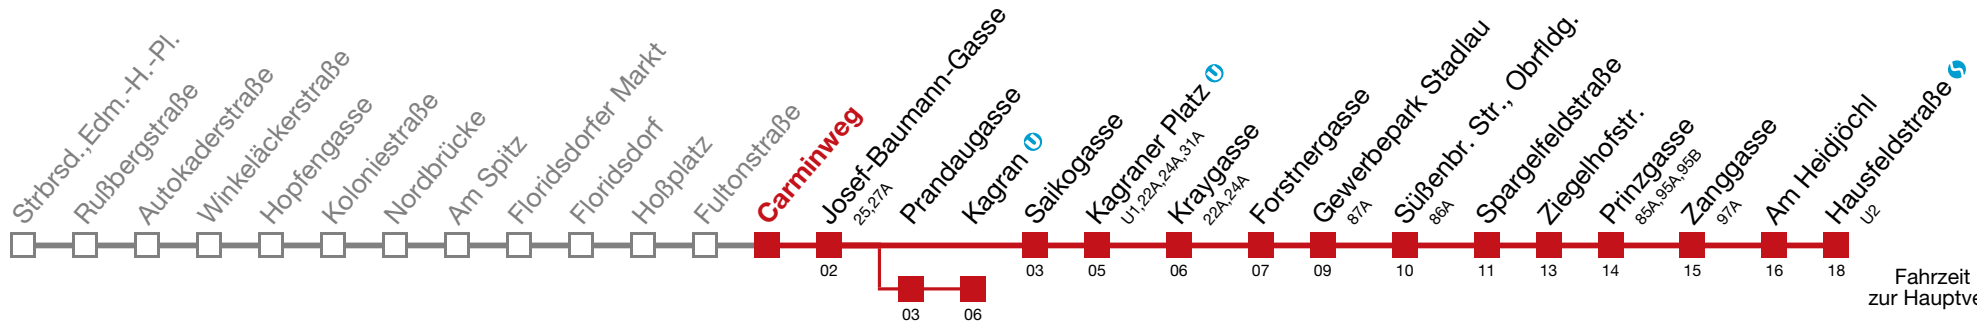 Strbrsd., Edm.-H.-Pl.
Rußbergstraße
Autokaderstraße
Winkeläckerstraße
Hopfengasse
Koloniestraße
Nordbrücke
Am Spitz
Floridsdorfer Markt
Floridsdorf
Hoßplatz
Fultonstraße
Carminweg
Josef-Baumann-Gasse
25,27A
Prandaugasse
Kagran U
Saikogasse
Kagraner Platz U
U1,22A,24A,31A
Kraygasse
22A,24A
Forstnergasse
Gewerbepark Stadlau
87A
Süßenbr. Str., Obrfldg.
86A
Spargelfeldstraße
Ziegelhofstr.
Prinzgasse
85A,95A,95B
Zanggasse
97A
Am Heidjöchl
Hausfeldstraße S
U2
02
03
05
06
07
09
10
11
13
14
15
16
18
03
06
Fahrzeit
zur Hauptve